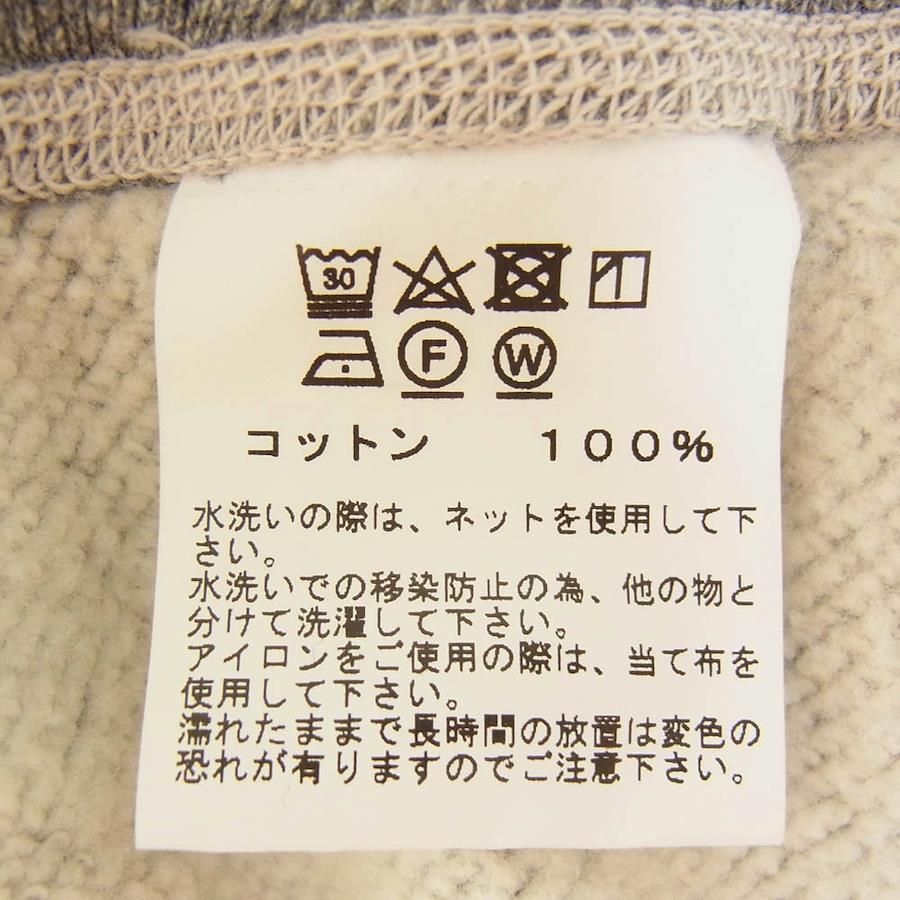 30
F W
コットン 100%
水洗いの際は、ネットを使用して下
さい。
水洗いでの移染防止の為、他の物と
分けて洗濯して下さい。
アイロンをご使用の際は、当て布を
使用して下さい。
濡れたままで長時間の放置は変色の
恐れが有りますのでご注意下さい。